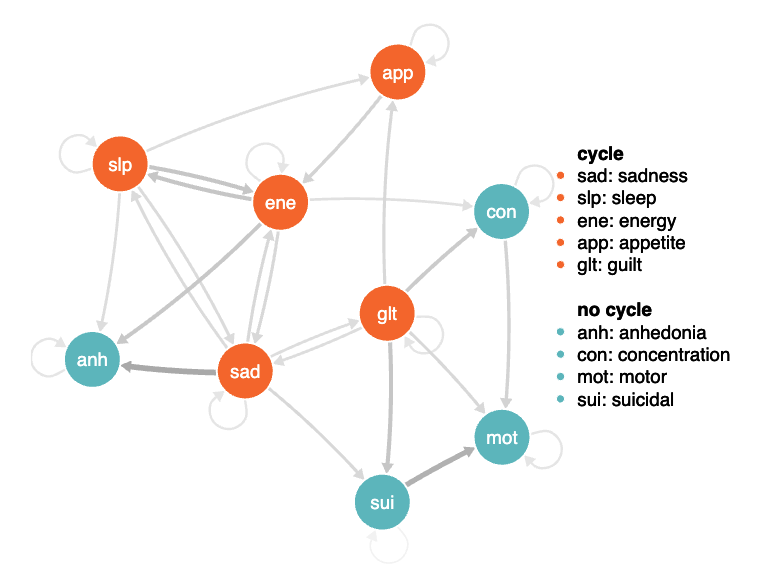 app
slp
ene
con
glt
anh
sad
mot
sui
cycle
sad: sadness
slp: sleep
ene: energy
app: appetite
glt: guilt
no cycle
anh: anhedonia
con: concentration
mot: motor
sui: suicidal